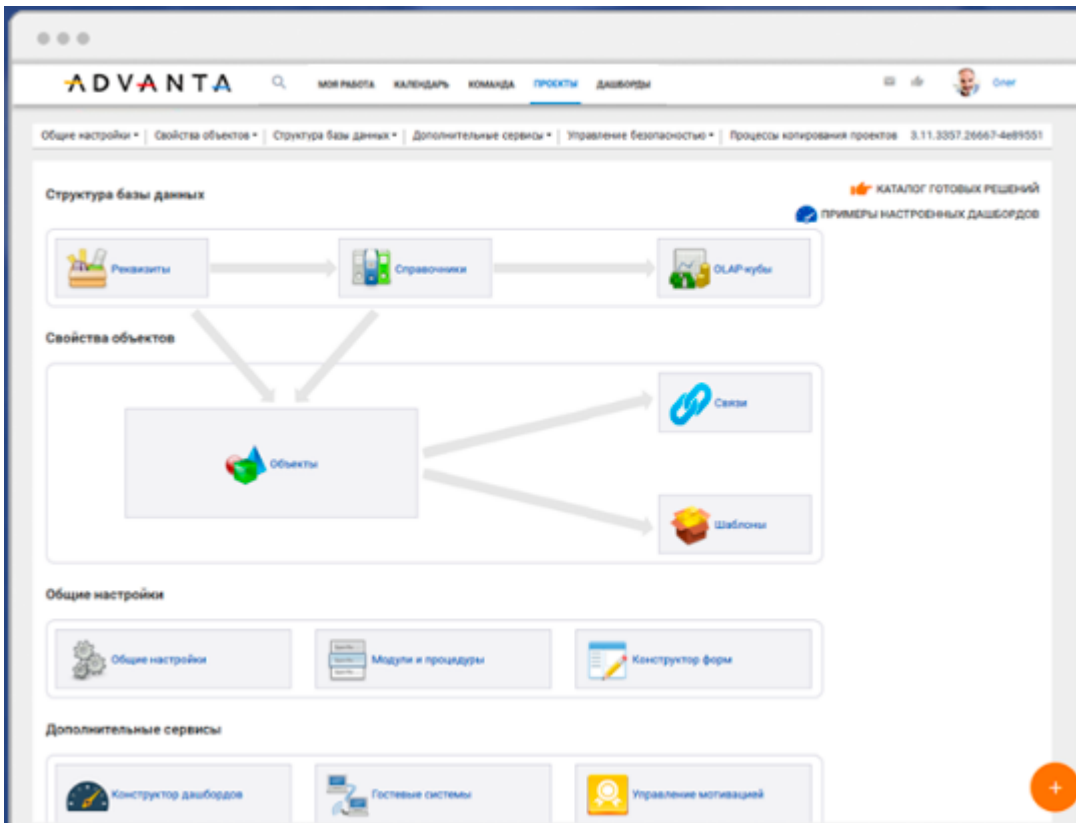 ADVANTA МОЯ РАБОТА КАЛЕНДАРЬ КОМАНДА ПРОЕКТЫ ДАШБОРДЫ Олег
Общие настройки Свойства объектов Структура базы данных Дополнительные сервисы Управление безопасностью Процессы копирования проектов 3.11.3357.26667-4e89551
Структура базы данных
КАТАЛОГ ГОТОВЫХ РЕШЕНИЙ
ПРИМЕРЫ НАСТРОЕННЫХ ДАШБОРДОВ
Реквизиты Справочники OLAP-кубы
Свойства объектов
Связи
Объекты
Шаблоны
Общие настройки
Общие настройки Модули и процедуры Конструктор форм
Дополнительные сервисы
Конструктор дашбордов Гостевые системы Управление мотивацией